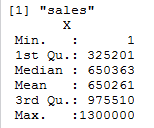 [1] "sales"
X
Min.   :      1
1st Qu.: 325201
Median : 650363
Mean   : 650261
3rd Qu.: 975510
Max.   :1300000